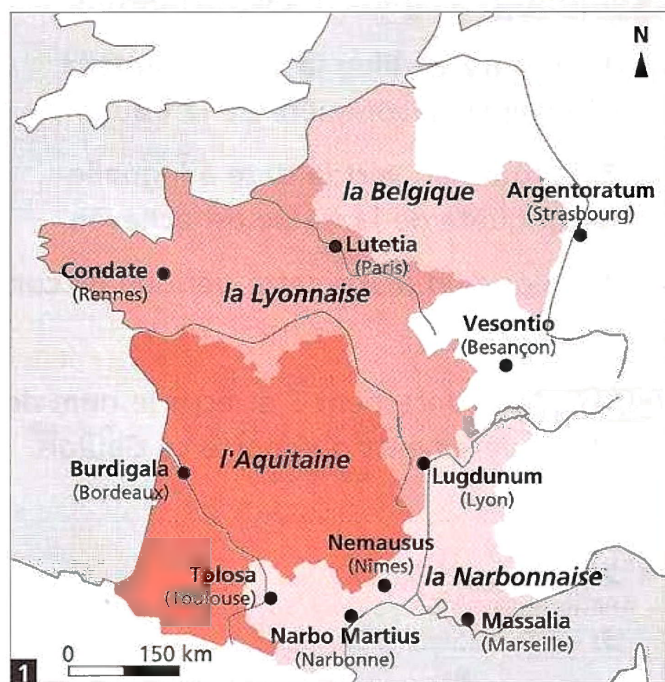 N
la Belgique
Argentoratum
(Strasbourg)
Lutetia
(Paris)
Condate
(Rennes)
la Lyonnaise
Vesontio
(Besançon)
l'Aquitaine
Burdigala
(Bordeaux)
Lugdunum
(Lyon)
Nemausus
(Nîmes)
Tolosa
(Toulouse)
la Narbonnaise
Narbo Martius
(Narbonne)
Massalia
(Marseille)
0 150 km
1